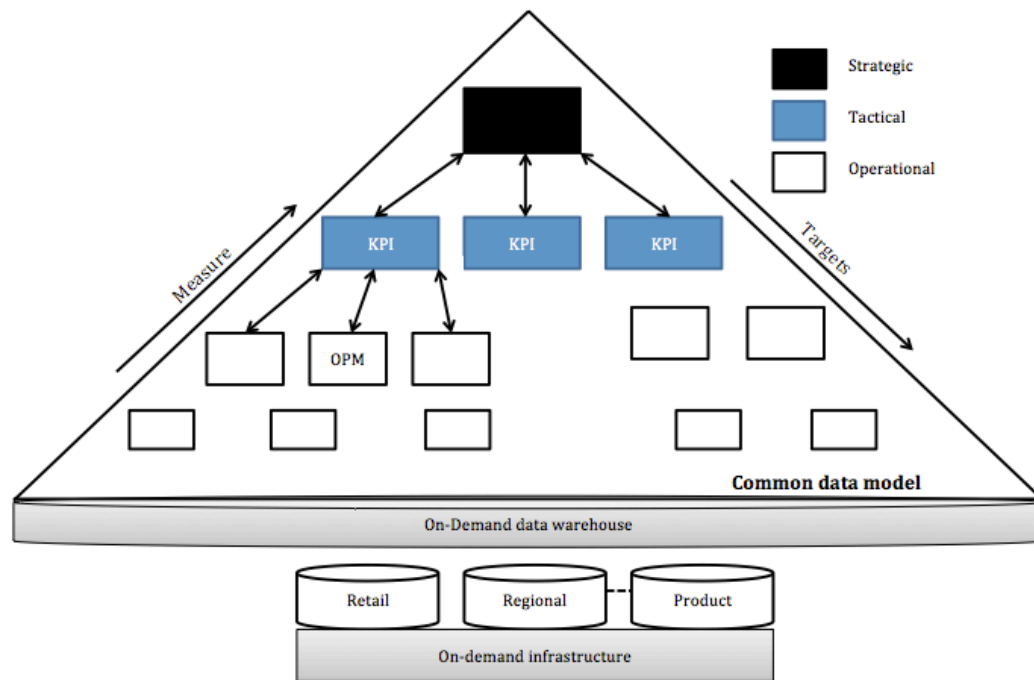 Strategic
Tactical
Operational
Measure
Targets
KPI
KPI
KPI
OPM
Common data model
On-Demand data warehouse
Retail
Regional
Product
On-demand infrastructure